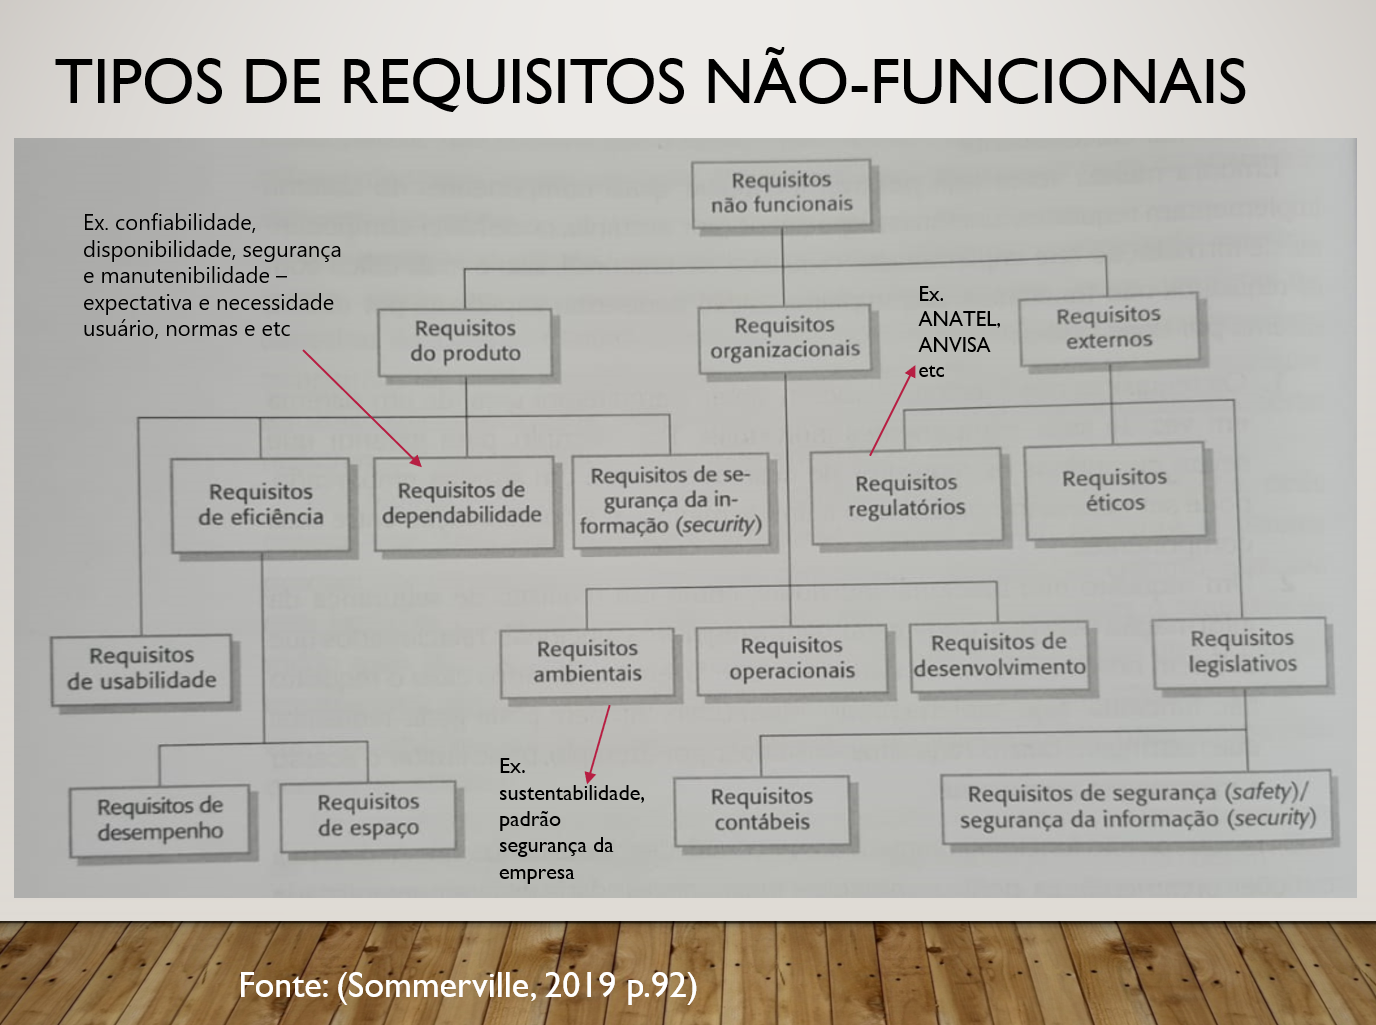 TIPOS DE REQUISITOS NÃO-FUNCIONAIS
Requisitos
não funcionais
Ex. confiabilidade,
disponibilidade, segurança
e manutenibilidade –
expectativa e necessidade
usuário, normas e etc
Requisitos
do produto
Requisitos
organizacionais
Ex.
ANATEL,
ANVISA
etc
Requisitos
externos
Requisitos
de eficiência
Requisitos de
dependabilidade
Requisitos de se-
gurança da in-
formação (security)
Requisitos
regulatórios
Requisitos
éticos
Requisitos
de usabilidade
Requisitos
ambientais
Requisitos
operacionais
Requisitos de
desenvolvimento
Requisitos
legislativos
Requisitos de
desempenho
Requisitos
de espaço
Ex.
sustentabilidade,
padrão
segurança da
empresa
Requisitos
contábeis
Requisitos de segurança (safety)/
segurança da informação (security)
Fonte: (Sommerville, 2019 p.92)